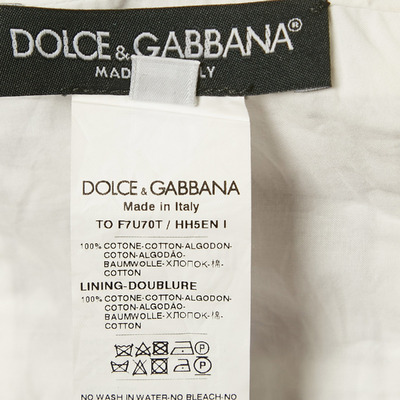 DOLCE & GABBANA®
MADE IN ITALY
DOLCE & GABBANA
Made in Italy
TO F7U70T / HH5EN I
100% COTONE-COTTON-ALGODON-
COTON-ALGODÃO-
BAUMWOLLE-ХЛОПОК-棉-
COTTON
LINING-DOUBLURE
100% COTONE-COTTON-ALGODON-
COTON-ALGODÃO-
BAUMWOLLE-ХЛОПОК-棉-
COTTON
NO WASH IN WATER-NO BLEACH-NO